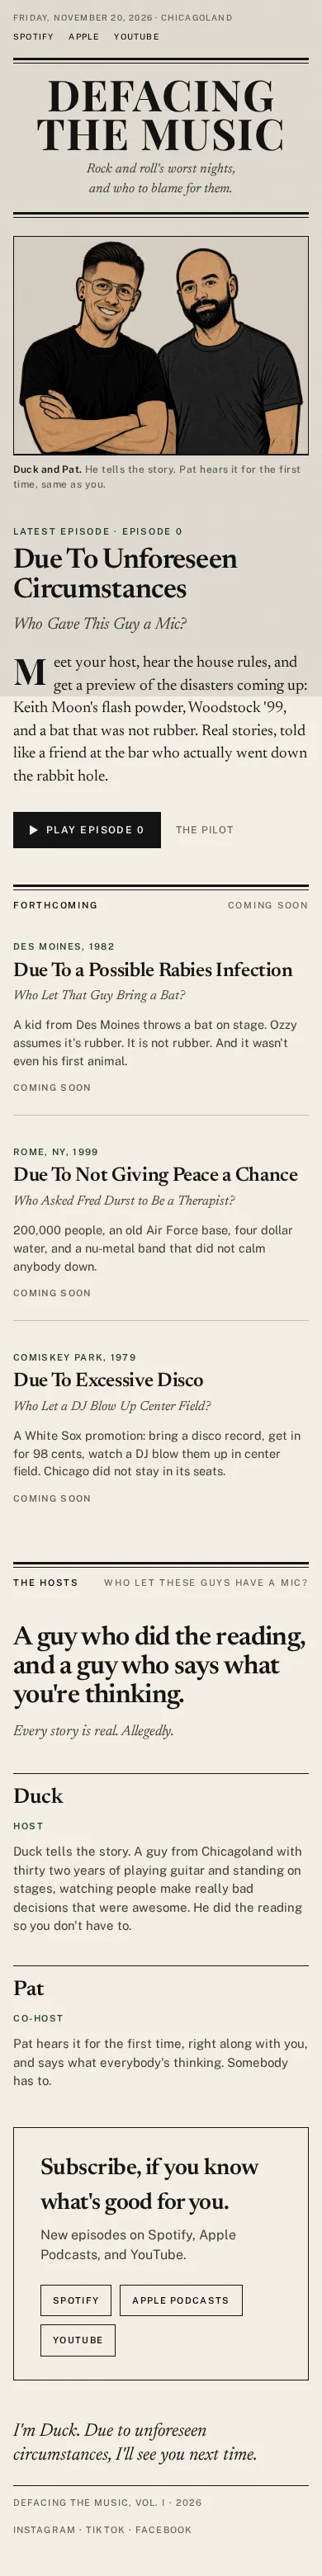 FRIDAY, NOVEMBER 20, 2026 · CHICAGOLAND
SPOTIFY APPLE YOUTUBE
DEFACING
THE MUSIC
Rock and roll's worst nights,
and who to blame for them.
Duck and Pat. He tells the story. Pat hears it for the first
time, same as you.
LATEST EPISODE · EPISODE 0
Due To Unforeseen
Circumstances
Who Gave This Guy a Mic?
Meet your host, hear the house rules, and
get a preview of the disasters coming up:
Keith Moon's flash powder, Woodstock '99,
and a bat that was not rubber. Real stories, told
like a friend at the bar who actually went down
the rabbit hole.
▶ PLAY EPISODE 0 THE PILOT
FORTHCOMING COMING SOON
DES MOINES, 1982
Due To a Possible Rabies Infection
Who Let That Guy Bring a Bat?
A kid from Des Moines throws a bat on stage. Ozzy
assumes it's rubber. It is not rubber. And it wasn't
even his first animal.
COMING SOON
ROME, NY, 1999
Due To Not Giving Peace a Chance
Who Asked Fred Durst to Be a Therapist?
200,000 people, an old Air Force base, four dollar
water, and a nu-metal band that did not calm
anybody down.
COMING SOON
COMISKEY PARK, 1979
Due To Excessive Disco
Who Let a DJ Blow Up Center Field?
A White Sox promotion: bring a disco record, get in
for 98 cents, watch a DJ blow them up in center
field. Chicago did not stay in its seats.
COMING SOON
THE HOSTS WHO LET THESE GUYS HAVE A MIC?
A guy who did the reading,
and a guy who says what
you're thinking.
Every story is real. Allegedly.
Duck
HOST
Duck tells the story. A guy from Chicagoland with
thirty two years of playing guitar and standing on
stages, watching people make really bad
decisions that were awesome. He did the reading
so you don't have to.
Pat
CO-HOST
Pat hears it for the first time, right along with you,
and says what everybody's thinking. Somebody
has to.
Subscribe, if you know
what's good for you.
New episodes on Spotify, Apple
Podcasts, and YouTube.
SPOTIFY APPLE PODCASTS
YOUTUBE
I'm Duck. Due to unforeseen
circumstances, I'll see you next time.
DEFACING THE MUSIC, VOL. I · 2026
INSTAGRAM · TIKTOK · FACEBOOK